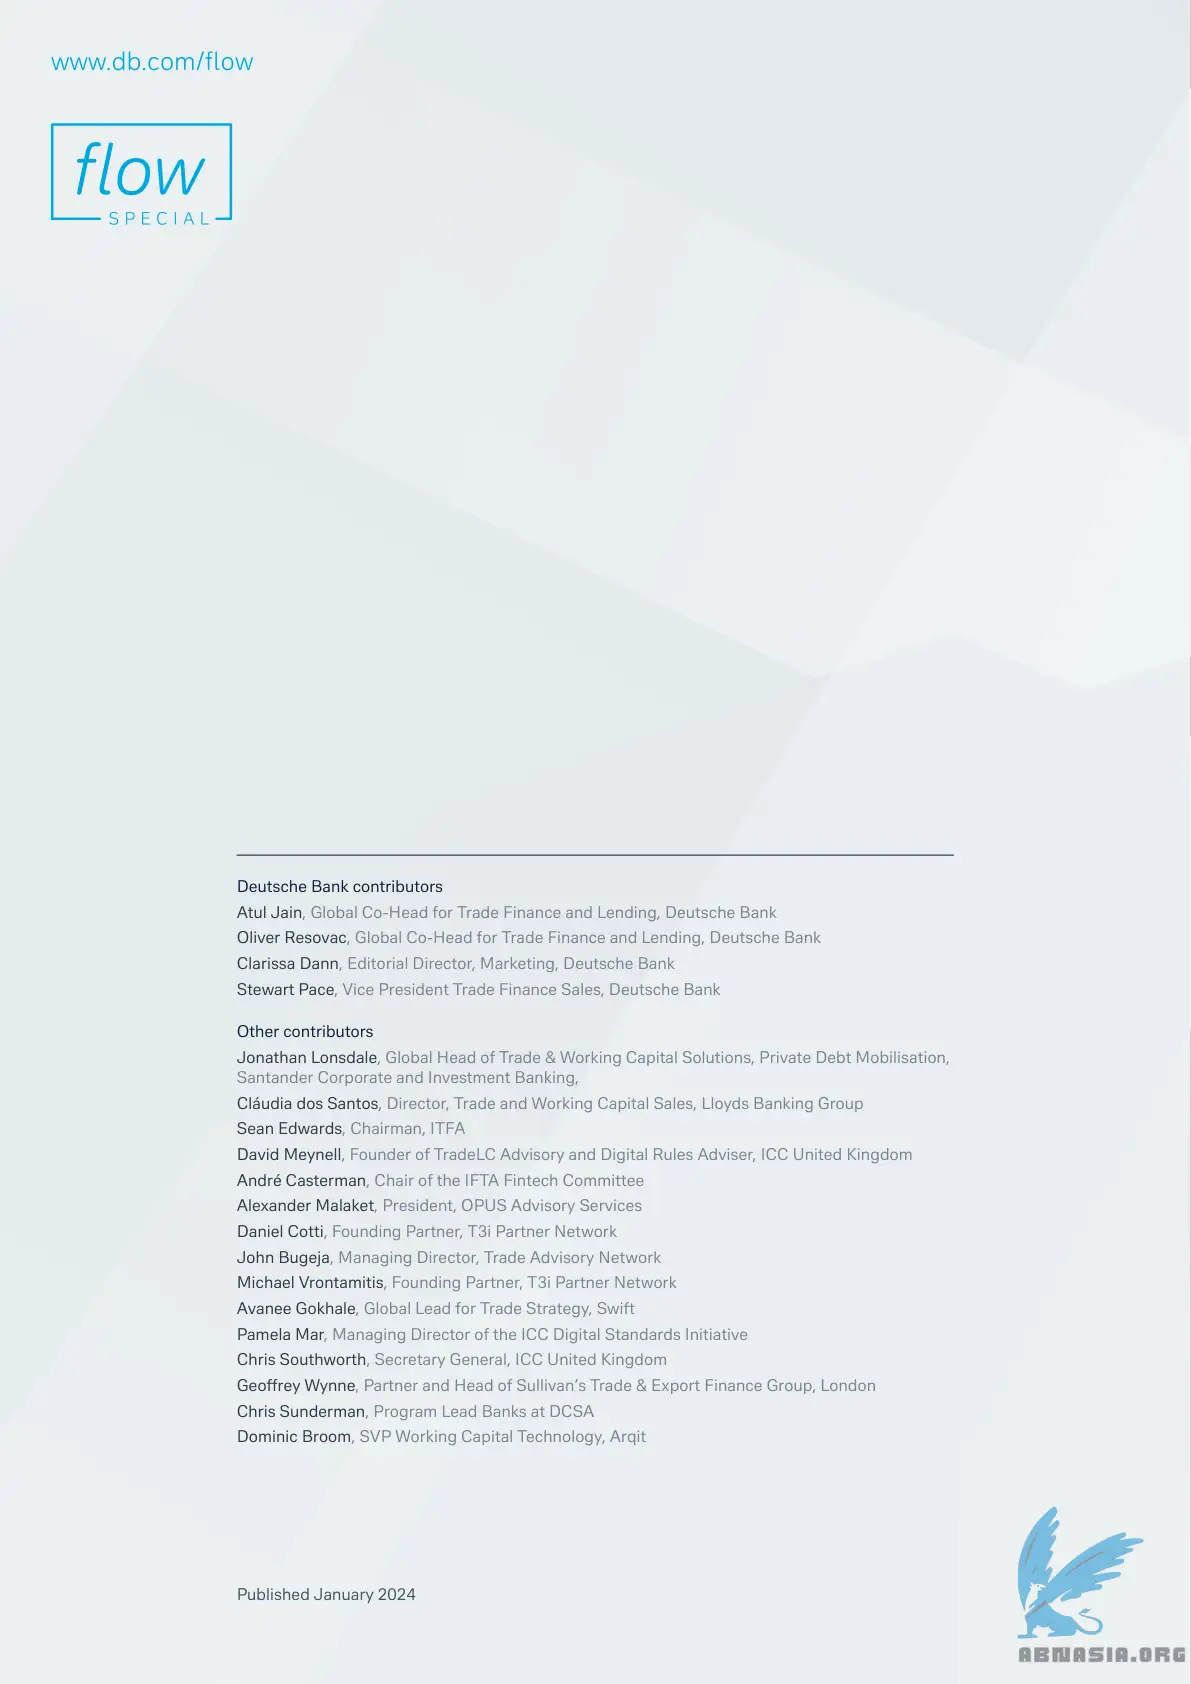 www.db.com/flow
flow
SPECIAL
Deutsche Bank contributors
Atul Jain, Global Co-Head for Trade Finance and Lending, Deutsche Bank
Oliver Resovac, Global Co-Head for Trade Finance and Lending, Deutsche Bank
Clarissa Dann, Editorial Director, Marketing, Deutsche Bank
Stewart Pace, Vice President Trade Finance Sales, Deutsche Bank
Other contributors
Jonathan Lonsdale, Global Head of Trade & Working Capital Solutions, Private Debt Mobilisation,
Santander Corporate and Investment Banking,
Cláudia dos Santos, Director, Trade and Working Capital Sales, Lloyds Banking Group
Sean Edwards, Chairman, ITFA
David Meynell, Founder of TradeLC Advisory and Digital Rules Adviser, ICC United Kingdom
André Casterman, Chair of the IFTA Fintech Committee
Alexander Malaket, President, OPUS Advisory Services
Daniel Cotti, Founding Partner, T3i Partner Network
John Bugeja, Managing Director, Trade Advisory Network
Michael Vrontamitis, Founding Partner, T3i Partner Network
Avanee Gokhale, Global Lead for Trade Strategy, Swift
Pamela Mar, Managing Director of the ICC Digital Standards Initiative
Chris Southworth, Secretary General, ICC United Kingdom
Geoffrey Wynne, Partner and Head of Sullivan's Trade & Export Finance Group, London
Chris Sunderman, Program Lead Banks at DCSA
Dominic Broom, SVP Working Capital Technology, Arqit
Published January 2024
ABNASIA.ORG